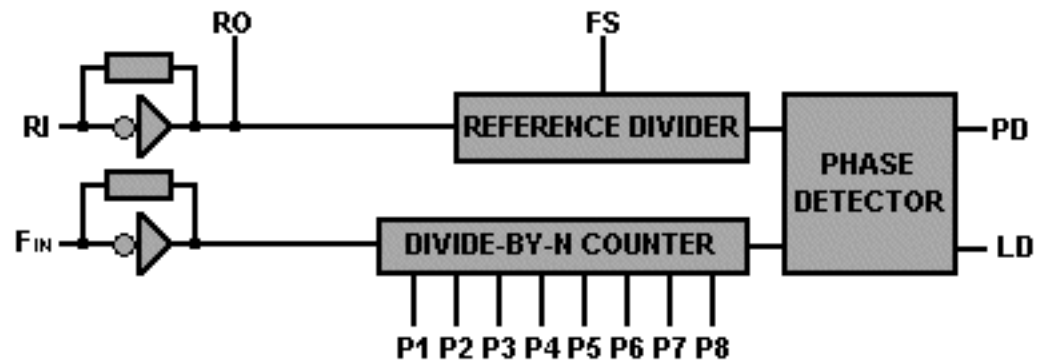 RO
FS
RI
REFERENCE DIVIDER
PD
PHASE
DETECTOR
FIN
DIVIDE-BY-N COUNTER
LD
P1 P2 P3 P4 P5 P6 P7 P8